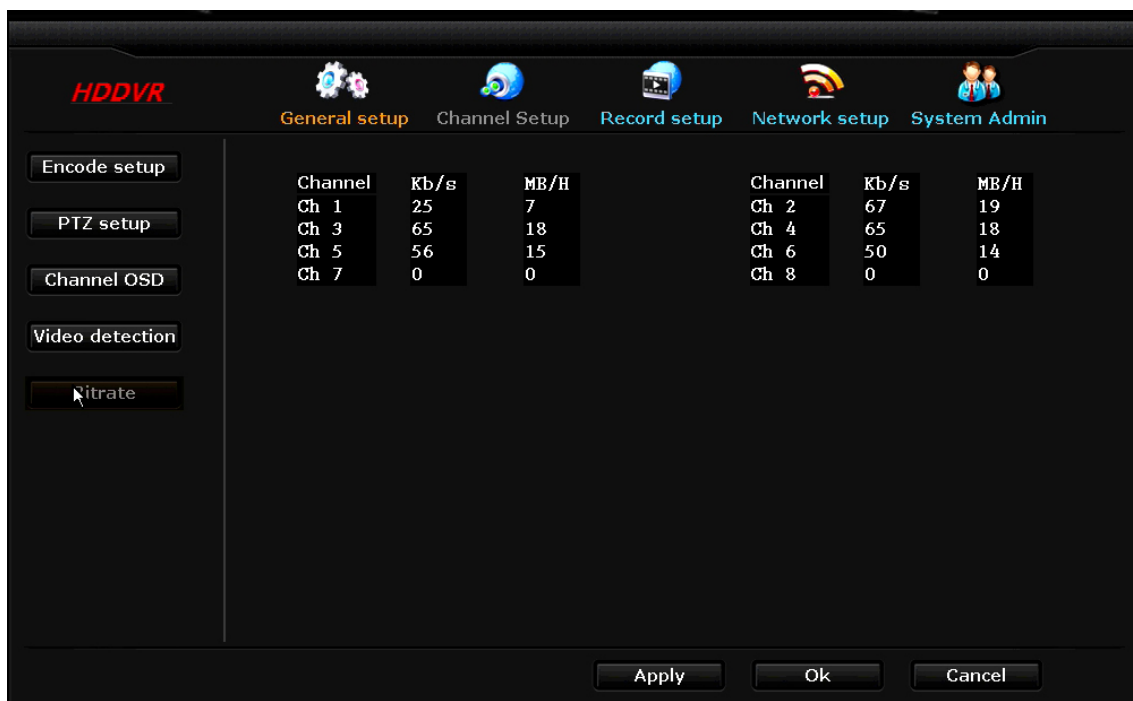 HDDVR
General setup Channel Setup Record setup Network setup System Admin
Encode setup
PTZ setup
Channel OSD
Video detection
Bitrate
Channel Kb/s MB/H Channel Kb/s MB/H
Ch 1 25 7 Ch 2 67 19
Ch 3 65 18 Ch 4 65 18
Ch 5 56 15 Ch 6 50 14
Ch 7 0 0 Ch 8 0 0
Apply Ok Cancel